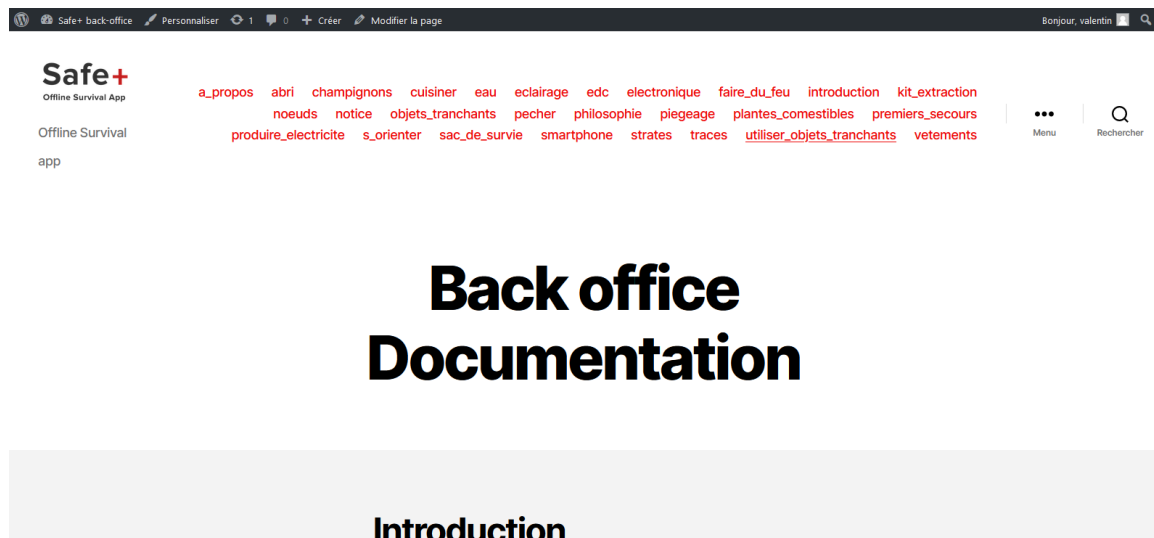 Safe+ back-office Personnaliser 1 0 + Créer Modifier la page Bonjour, valentin
Safe+
Offline Survival App
Offline Survival
app
a_propos abri champignons cuisiner eau eclairage edc electronique faire_du_feu introduction kit_extraction
noeuds notice objets_tranchants pecher philosophie piegeage plantes_comestibles premiers_secours
produire_electricite s_orienter sac_de_survie smartphone strates traces utiliser_objets_tranchants vetements
Menu
Rechercher
Back office
Documentation
Introduction